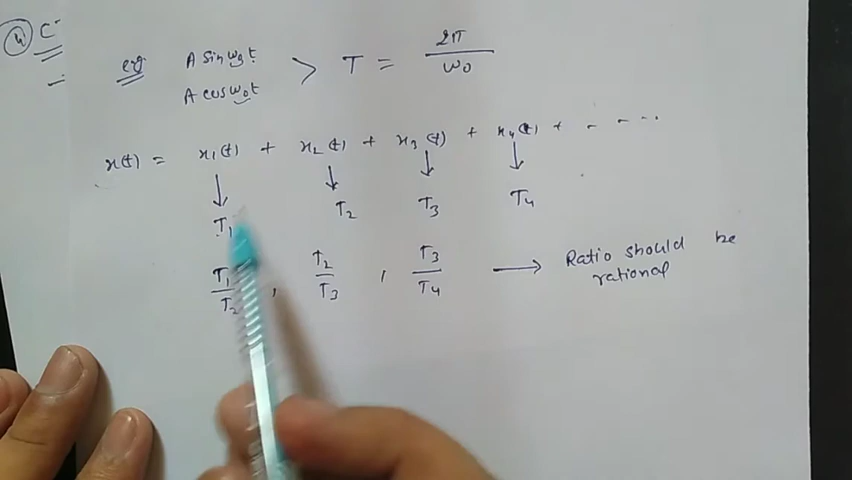 4 C
eg A sin ω₀t > T = 2π/ω₀
A cos ω₀t
x(t) = x₁(t) + x₂(t) + x₃(t) + x₄(t) + - - ...
T₁ T₂ T₃ T₄
T₁/T₂ , T₂/T₃ , T₃/T₄ → Ratio should be
rational